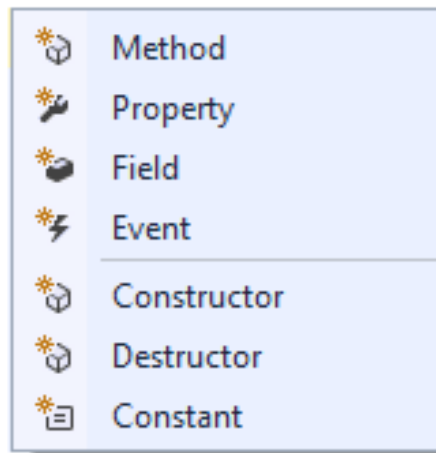 Method
Property
Field
Event
Constructor
Destructor
Constant